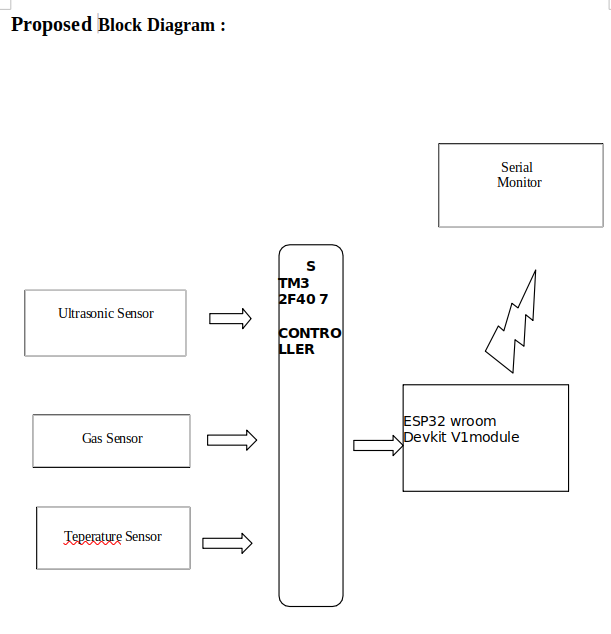 Proposed Block Diagram :
Serial
Monitor
S
TM3
2F40 7
CONTRO
LLER
Ultrasonic Sensor
Gas Sensor
Teperature Sensor
ESP32 wroom
Devkit V1module